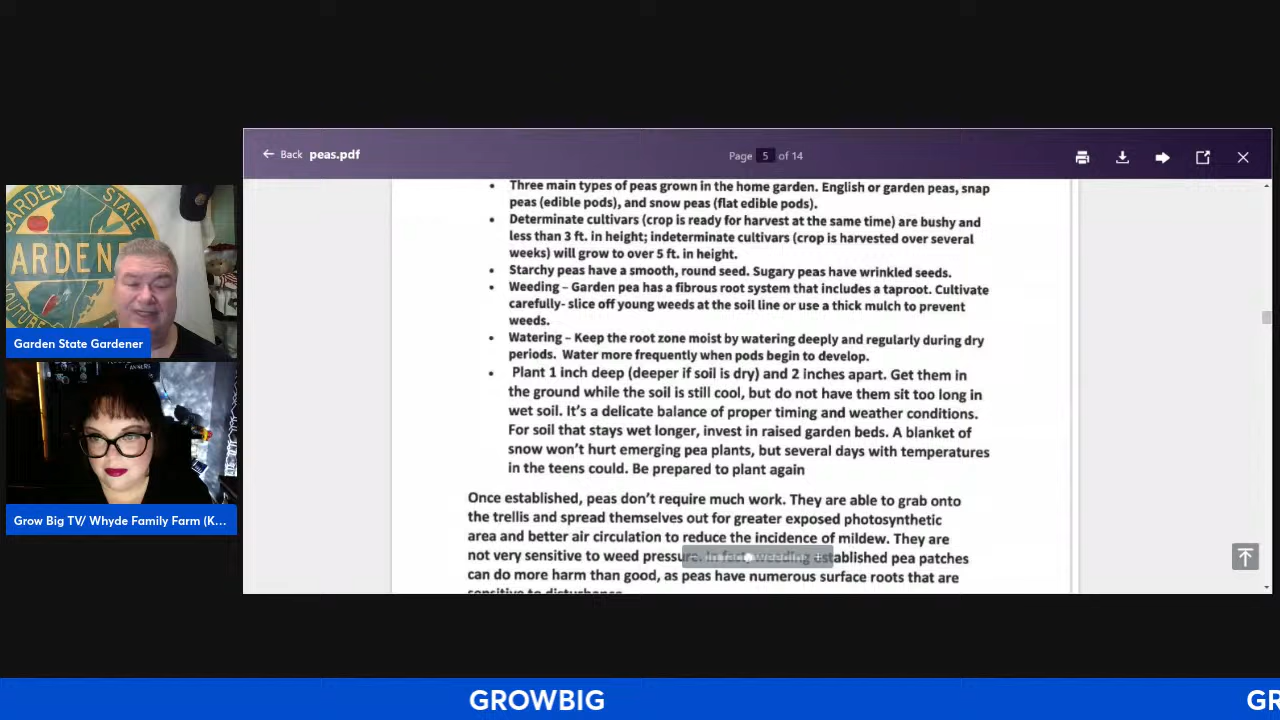 Back peas.pdf
Page 5 of 14
Three main types of peas grown in the home garden. English or garden peas, snap
peas (edible pods), and snow peas (flat edible pods).
Determinate cultivars (crop is ready for harvest at the same time) are bushy and
less than 3 ft. in height; indeterminate cultivars (crop is harvested over several
weeks) will grow to over 5 ft. in height.
Starchy peas have a smooth, round seed. Sugary peas have wrinkled seeds.
Weeding – Garden pea has a fibrous root system that includes a taproot. Cultivate
carefully- slice off young weeds at the soil line or use a thick mulch to prevent
weeds.
Watering – Keep the root zone moist by watering deeply and regularly during dry
periods. Water more frequently when pods begin to develop.
Plant 1 inch deep (deeper if soil is dry) and 2 inches apart. Get them in
the ground while the soil is still cool, but do not have them sit too long in
wet soil. It’s a delicate balance of proper timing and weather conditions.
For soil that stays wet longer, invest in raised garden beds. A blanket of
snow won’t hurt emerging pea plants, but several days with temperatures
in the teens could. Be prepared to plant again
Once established, peas don’t require much work. They are able to grab onto
the trellis and spread themselves out for greater exposed photosynthetic
area and better air circulation to reduce the incidence of mildew. They are
not very sensitive to weed pressure. In fact, weeding established pea patches
can do more harm than good, as peas have numerous surface roots that are
sensitive to disturbance.
GARDEN STATE
ARDENE
YOUTUBE
Garden State Gardener
Grow Big TV/ Whyde Family Farm (K...
GROWBIG
GR